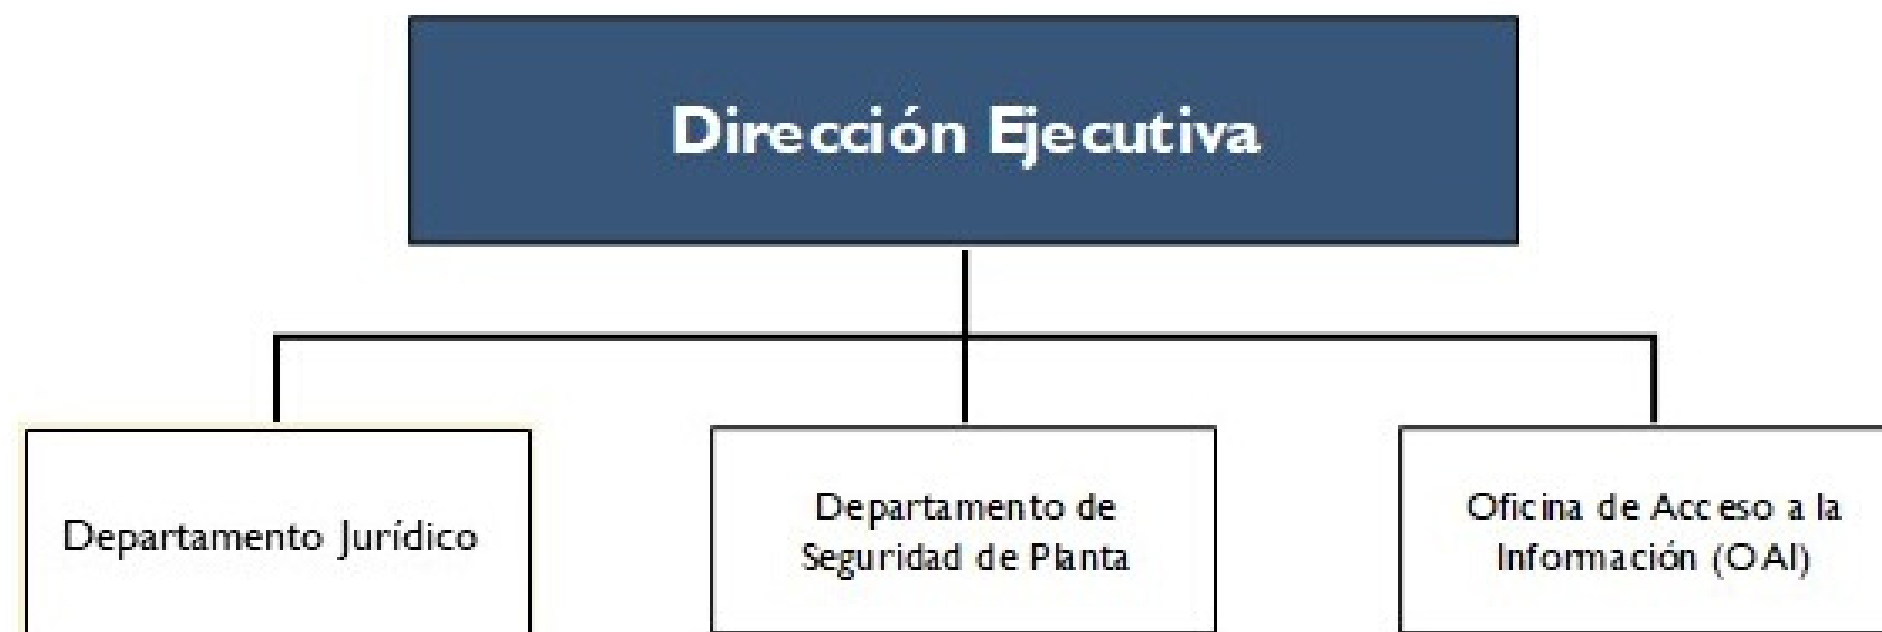 Dirección Ejecutiva
Departamento Jurídico
Departamento de
Seguridad de Planta
Oficina de Acceso a la
Información (OAI)